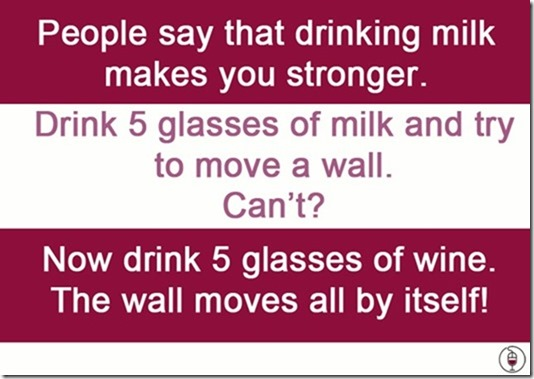 People say that drinking milk
makes you stronger.
Drink 5 glasses of milk and try
to move a wall.
Can't?
Now drink 5 glasses of wine.
The wall moves all by itself!